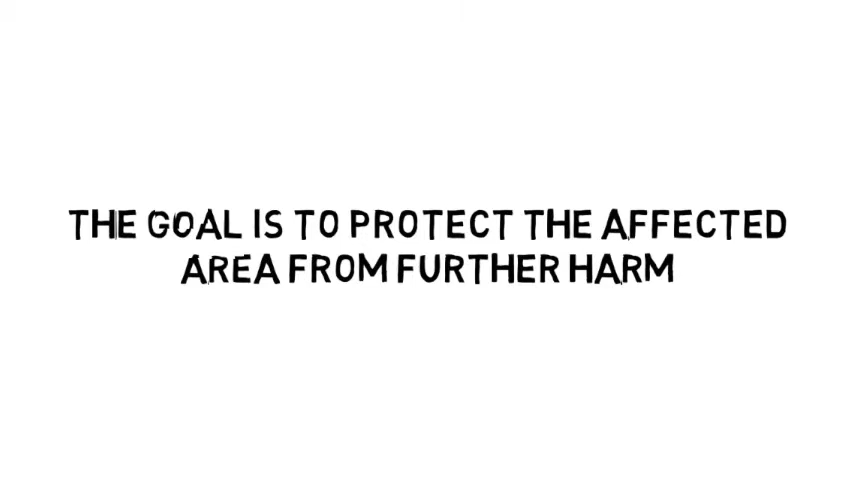 THE GOAL IS TO PROTECT THE AFFECTED
AREA FROM FURTHER HARM